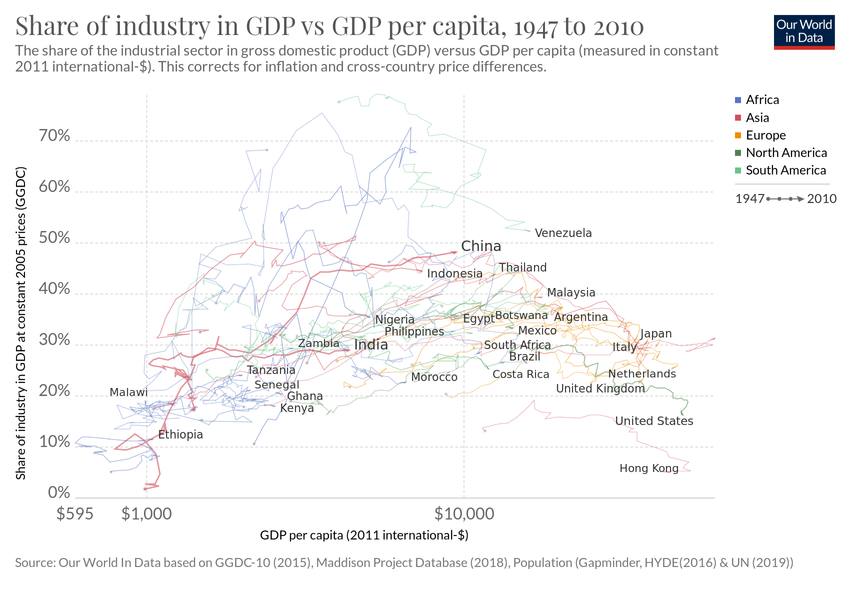 Share of industry in GDP vs GDP per capita, 1947 to 2010
Our World
in Data
The share of the industrial sector in gross domestic product (GDP) versus GDP per capita (measured in constant
2011 international-$). This corrects for inflation and cross-country price differences.
Africa
Asia
Europe
North America
South America
1947
2010
Share of industry in GDP at constant 2005 prices (GGDC)
70%
60%
50%
40%
30%
20%
10%
0%
Venezuela
China
Indonesia
Thailand
Malaysia
Nigeria
Egypt
Botswana
Argentina
Philippines
Mexico
Japan
Zambia
India
South Africa
Italy
Brazil
Tanzania
Morocco
Costa Rica
Netherlands
Senegal
United Kingdom
Malawi
Ghana
Kenya
United States
Ethiopia
Hong Kong
$595
$1,000
$10,000
GDP per capita (2011 international-$)
Source: Our World In Data based on GGDC-10 (2015), Maddison Project Database (2018), Population (Gapminder, HYDE(2016) & UN (2019))